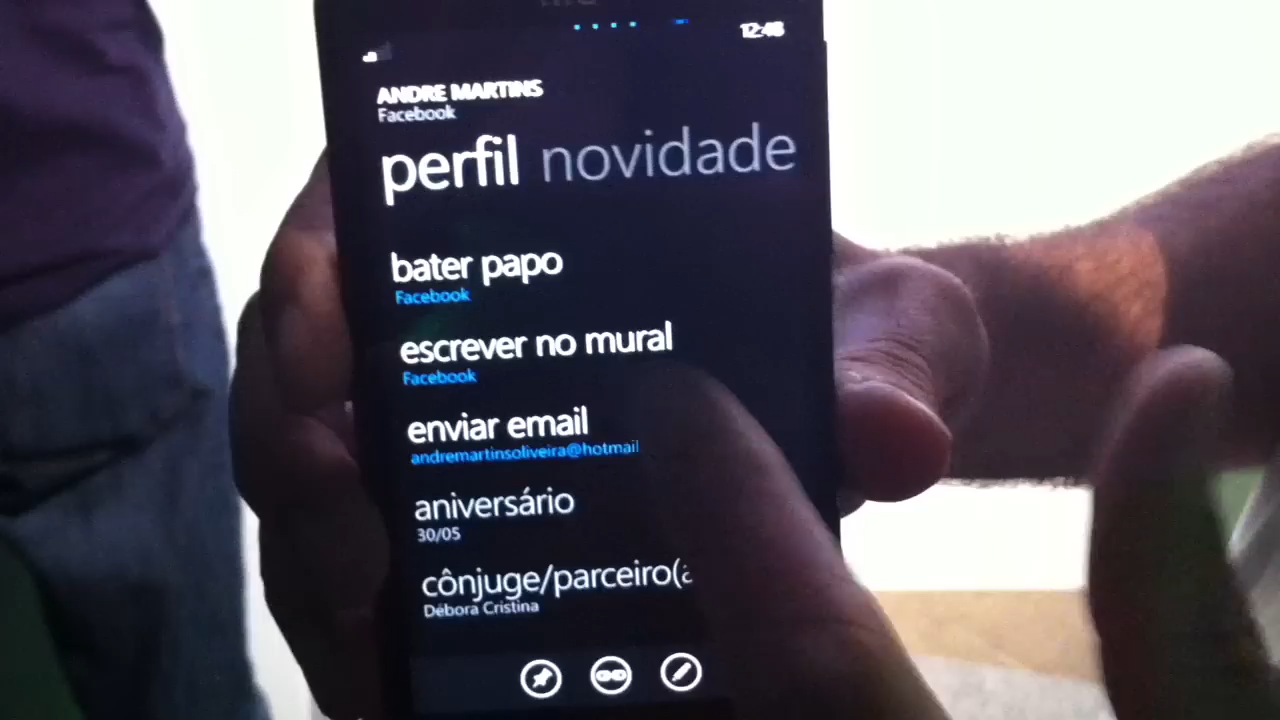 12:46
ANDRE MARTINS
Facebook
perfil novidade
bater papo
Facebook
escrever no mural
Facebook
enviar email
andremartinsoliveira@hotmail
aniversário
30/05
cônjuge/parceiro(a
Débora Cristina